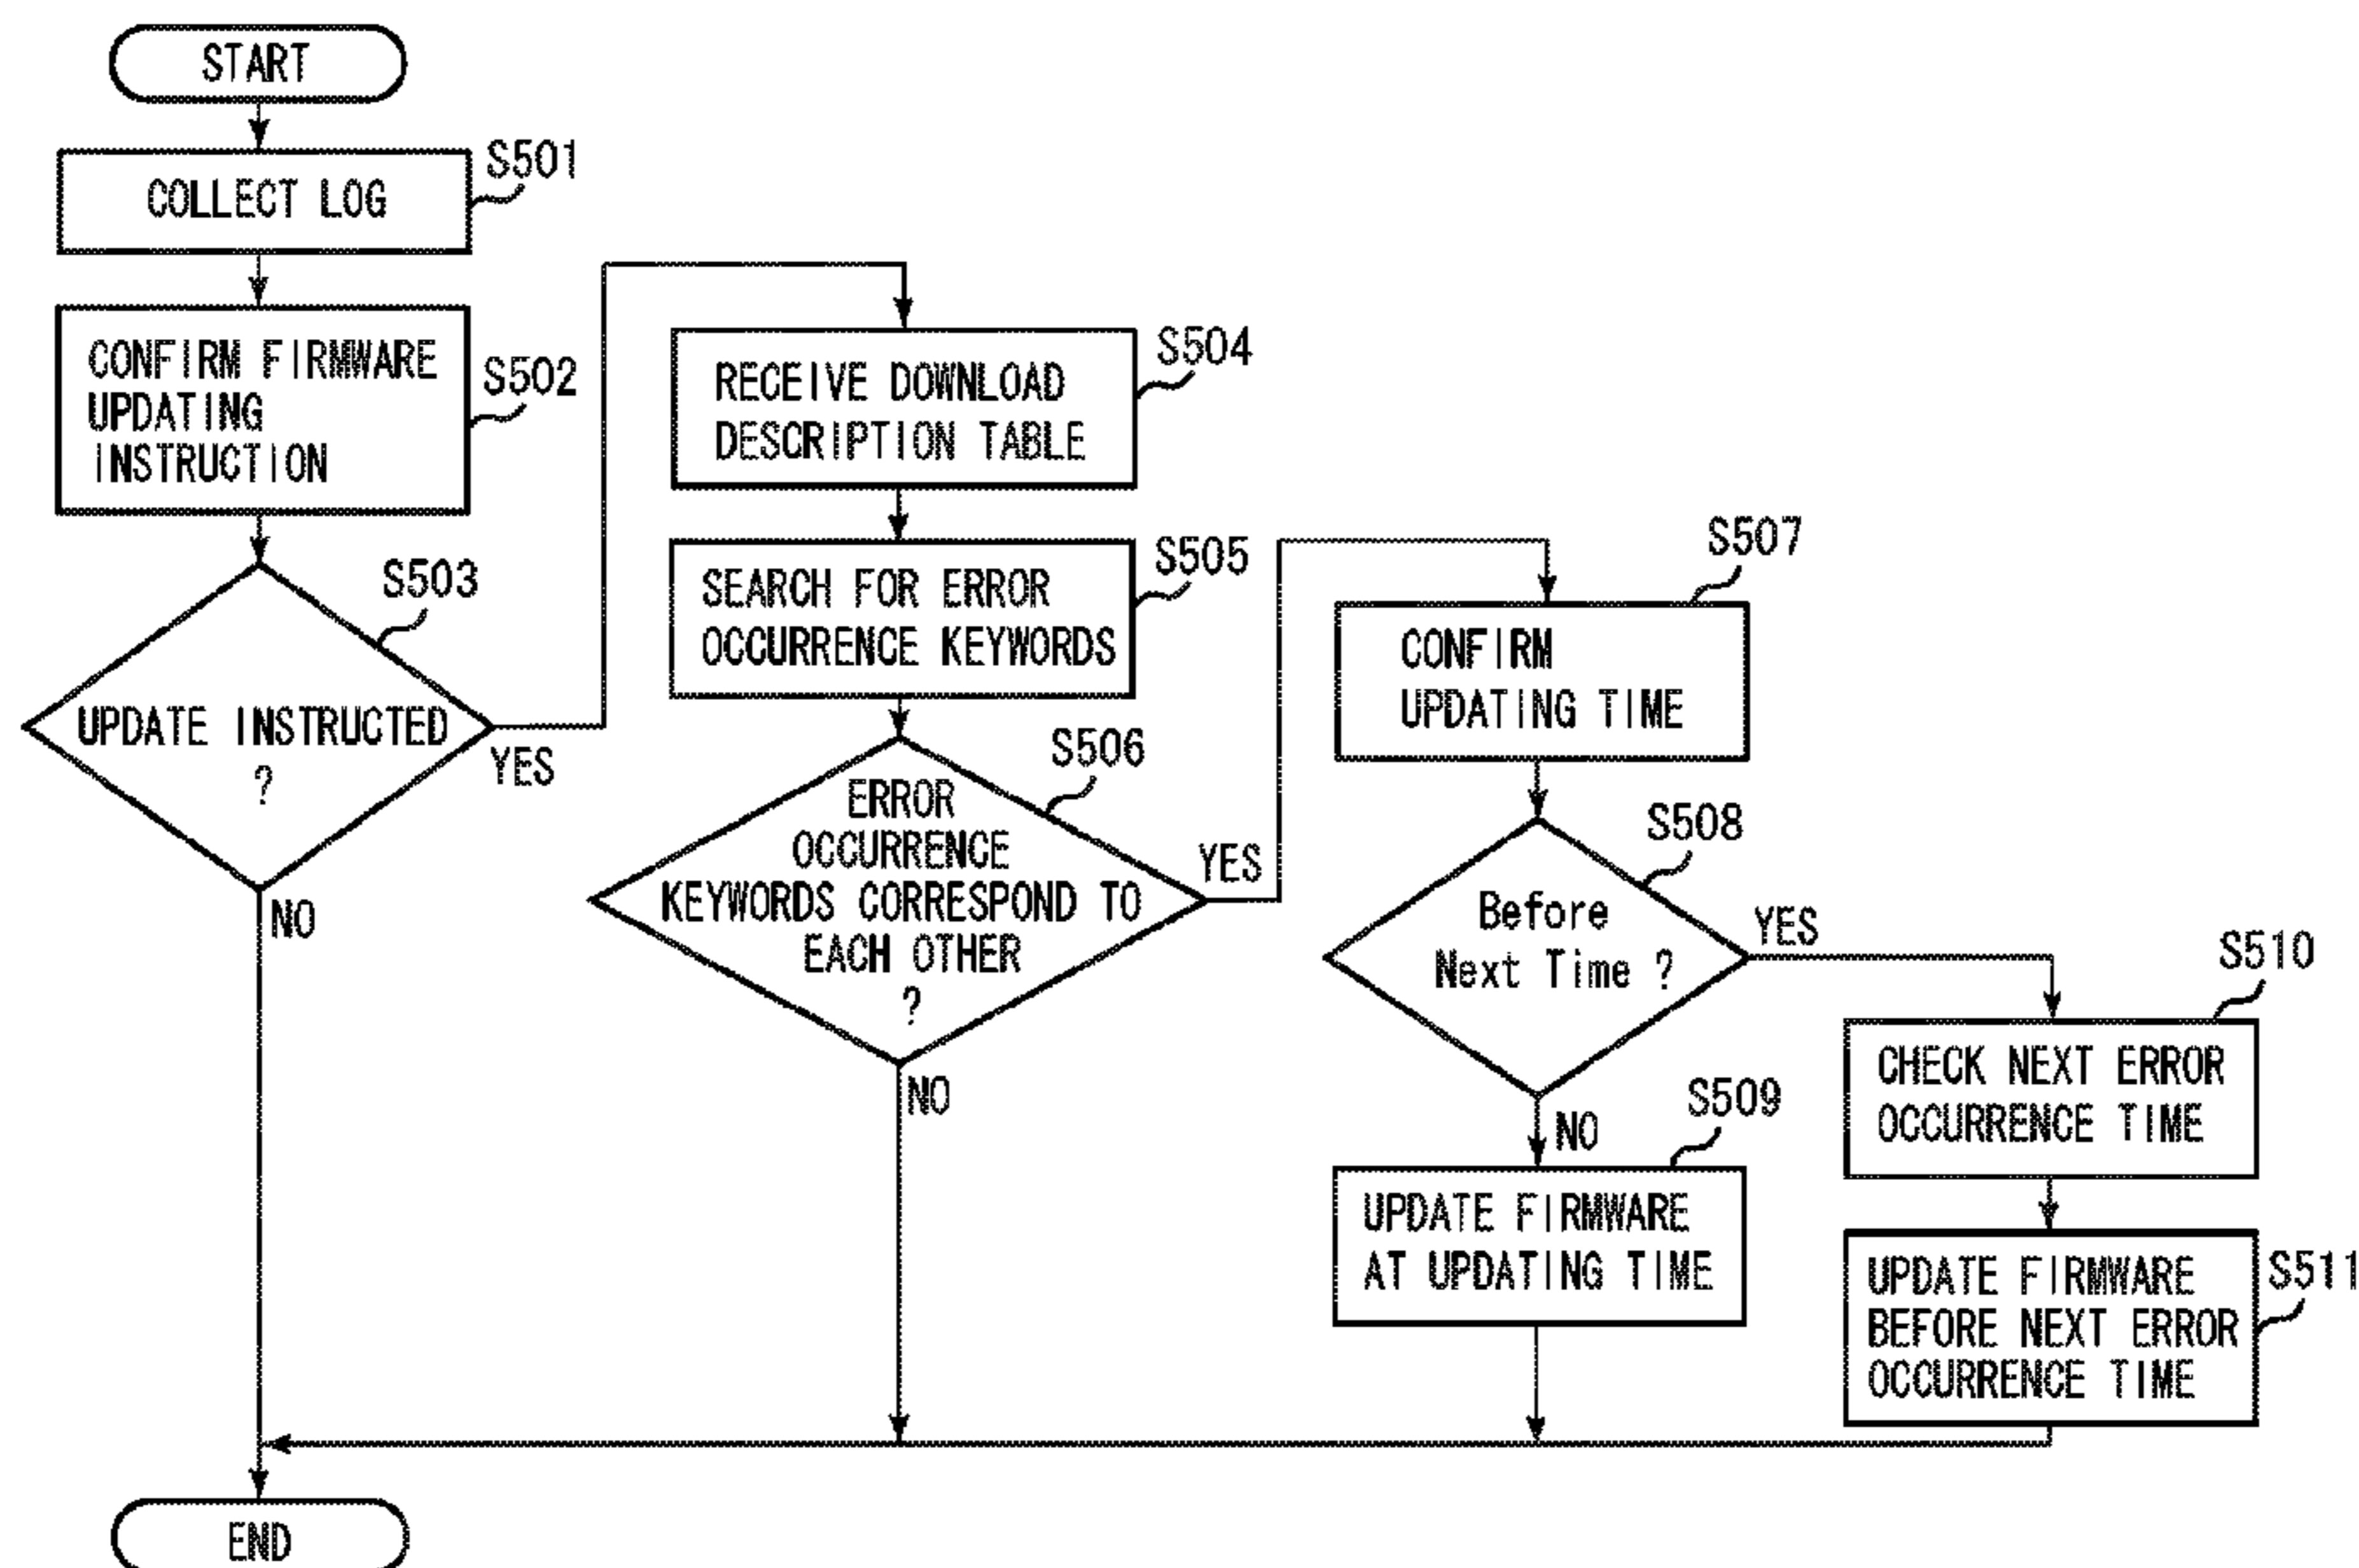 START
COLLECT LOG
S501
CONFIRM FIRMWARE
UPDATING
INSTRUCTION
S502
S503
UPDATE INSTRUCTED
?
YES
NO
RECEIVE DOWNLOAD
DESCRIPTION TABLE
S504
SEARCH FOR ERROR
OCCURRENCE KEYWORDS
S505
S506
ERROR
OCCURRENCE
KEYWORDS CORRESPOND TO
EACH OTHER
?
YES
NO
S507
CONFIRM
UPDATING TIME
S508
Before
Next Time ?
YES
NO
S509
UPDATE FIRMWARE
AT UPDATING TIME
S510
CHECK NEXT ERROR
OCCURRENCE TIME
UPDATE FIRMWARE
BEFORE NEXT ERROR
OCCURRENCE TIME
S511
END